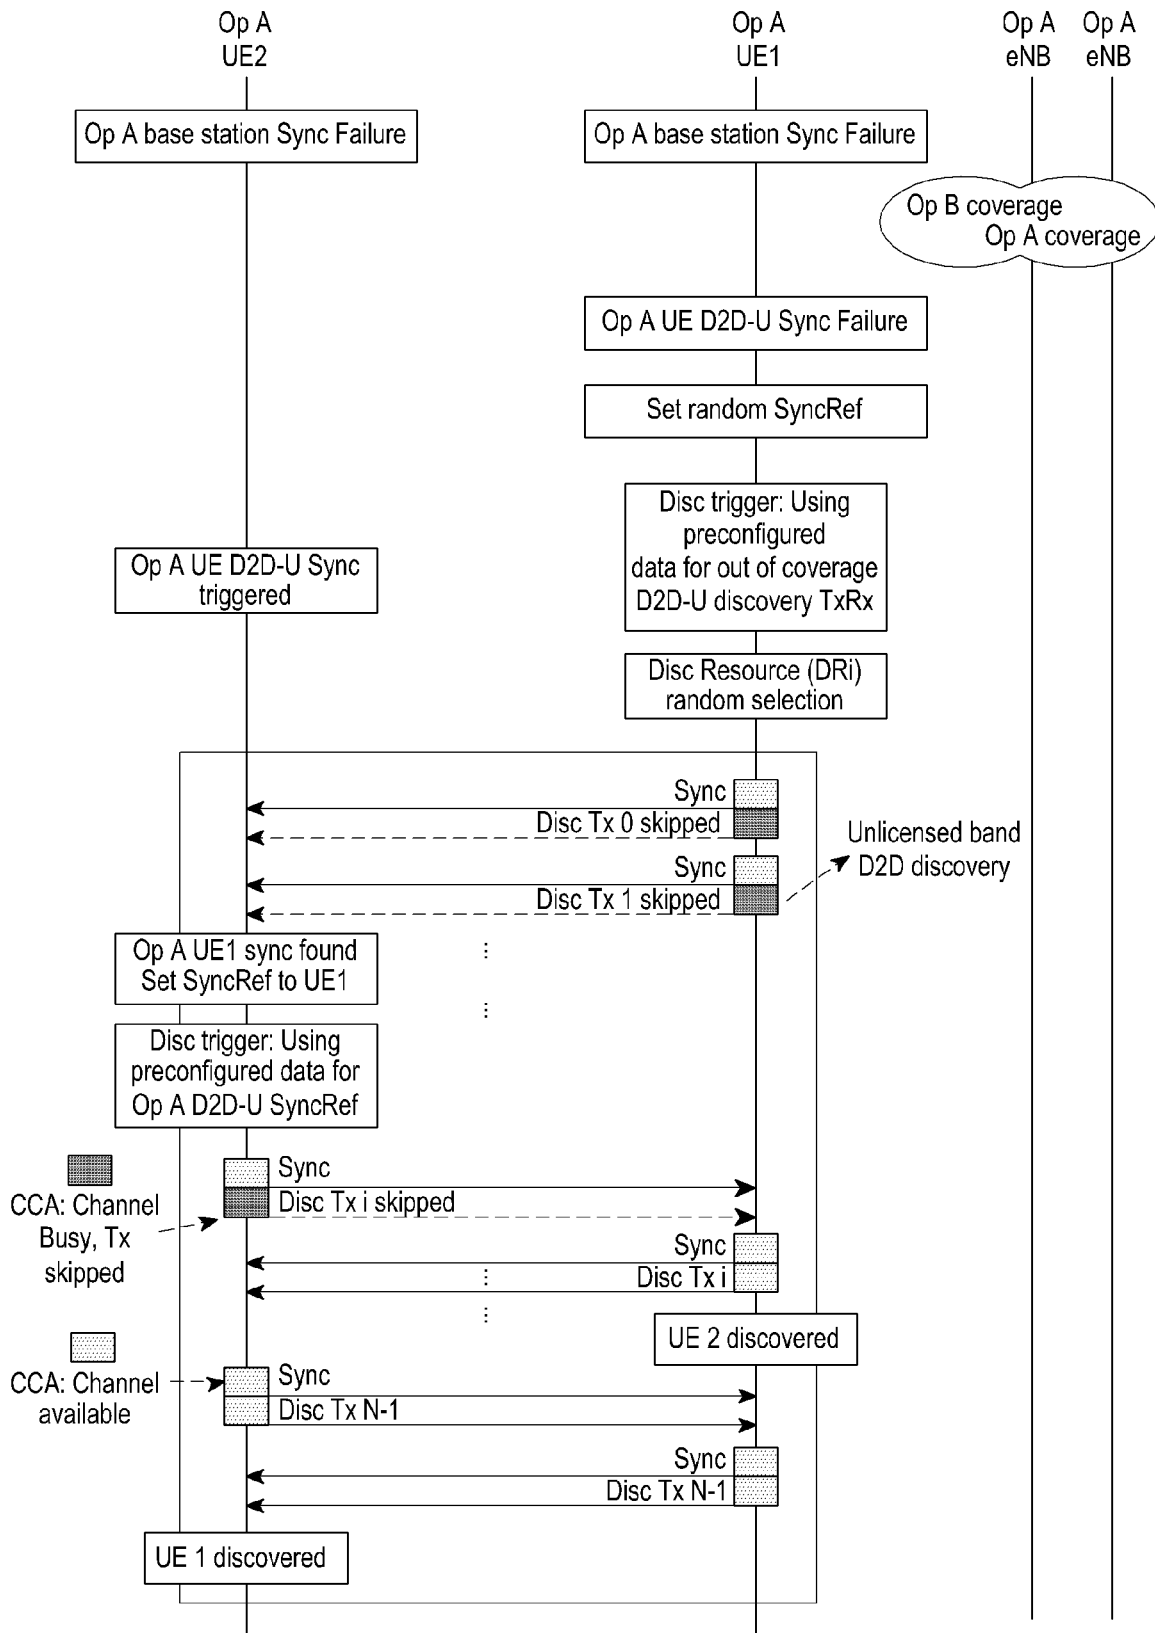 Op A
UE2
Op A
UE1
Op A
eNB
Op A
eNB
Op A base station Sync Failure
Op A base station Sync Failure
Op B coverage
Op A coverage
Op A UE D2D-U Sync Failure
Set random SyncRef
Disc trigger: Using
preconfigured
data for out of coverage
D2D-U discovery TxRx
Op A UE D2D-U Sync
triggered
Disc Resource (DRi)
random selection
Sync
Disc Tx 0 skipped
Sync
Disc Tx 1 skipped
Unlicensed band
D2D discovery
Op A UE1 sync found
Set SyncRef to UE1
⋮
⋮
Disc trigger: Using
preconfigured data for
Op A D2D-U SyncRef
Sync
Disc Tx i skipped
CCA: Channel
Busy, Tx
skipped
Sync
Disc Tx i
⋮
⋮
UE 2 discovered
CCA: Channel
available
Sync
Disc Tx N-1
Sync
Disc Tx N-1
UE 1 discovered